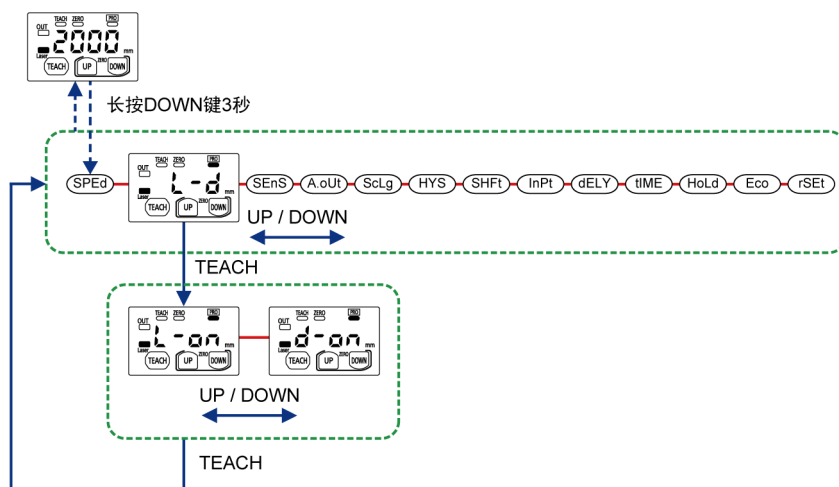 TEACH ZERO PRO
OUT
2000
mm
Laser
TEACH UP ZERO DOWN
长按DOWN键3秒
TEACH ZERO PRO
OUT
SPEd L-d mm SEnS A.oUt ScLg HYS SHFt InPt dELY tIME HoLd Eco rSEt
Laser
TEACH UP ZERO DOWN
UP / DOWN
TEACH
TEACH ZERO PRO
OUT
L-on
mm
Laser
TEACH UP ZERO DOWN
TEACH ZERO PRO
OUT
d-on
mm
Laser
TEACH UP ZERO DOWN
UP / DOWN
TEACH